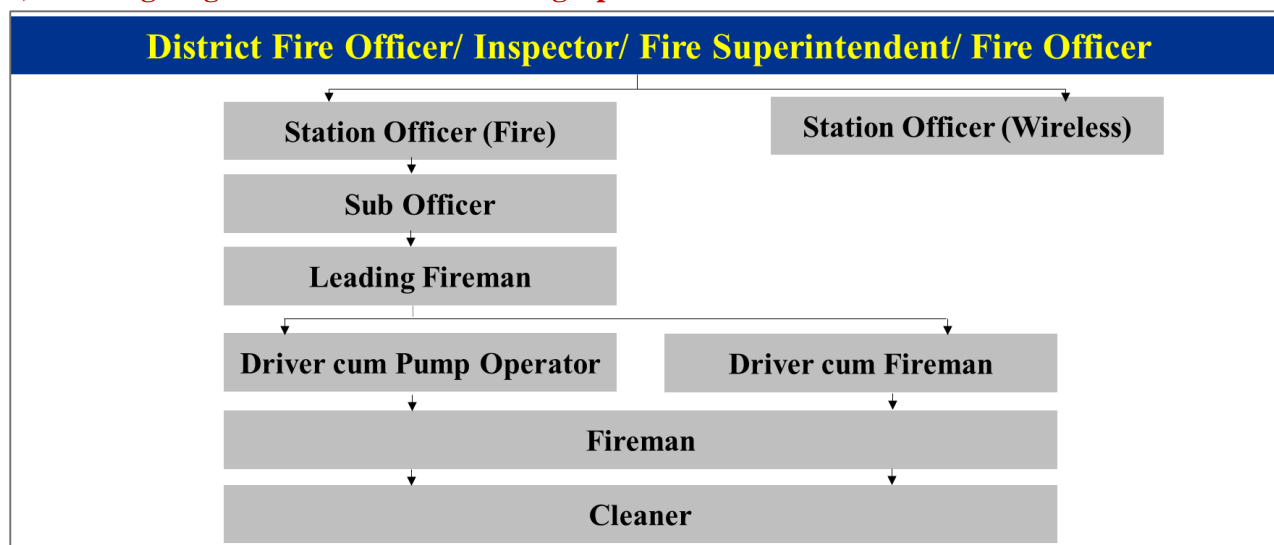 District Fire Officer/ Inspector/ Fire Superintendent/ Fire Officer
Station Officer (Fire)
Station Officer (Wireless)
Sub Officer
Leading Fireman
Driver cum Pump Operator
Driver cum Fireman
Fireman
Cleaner